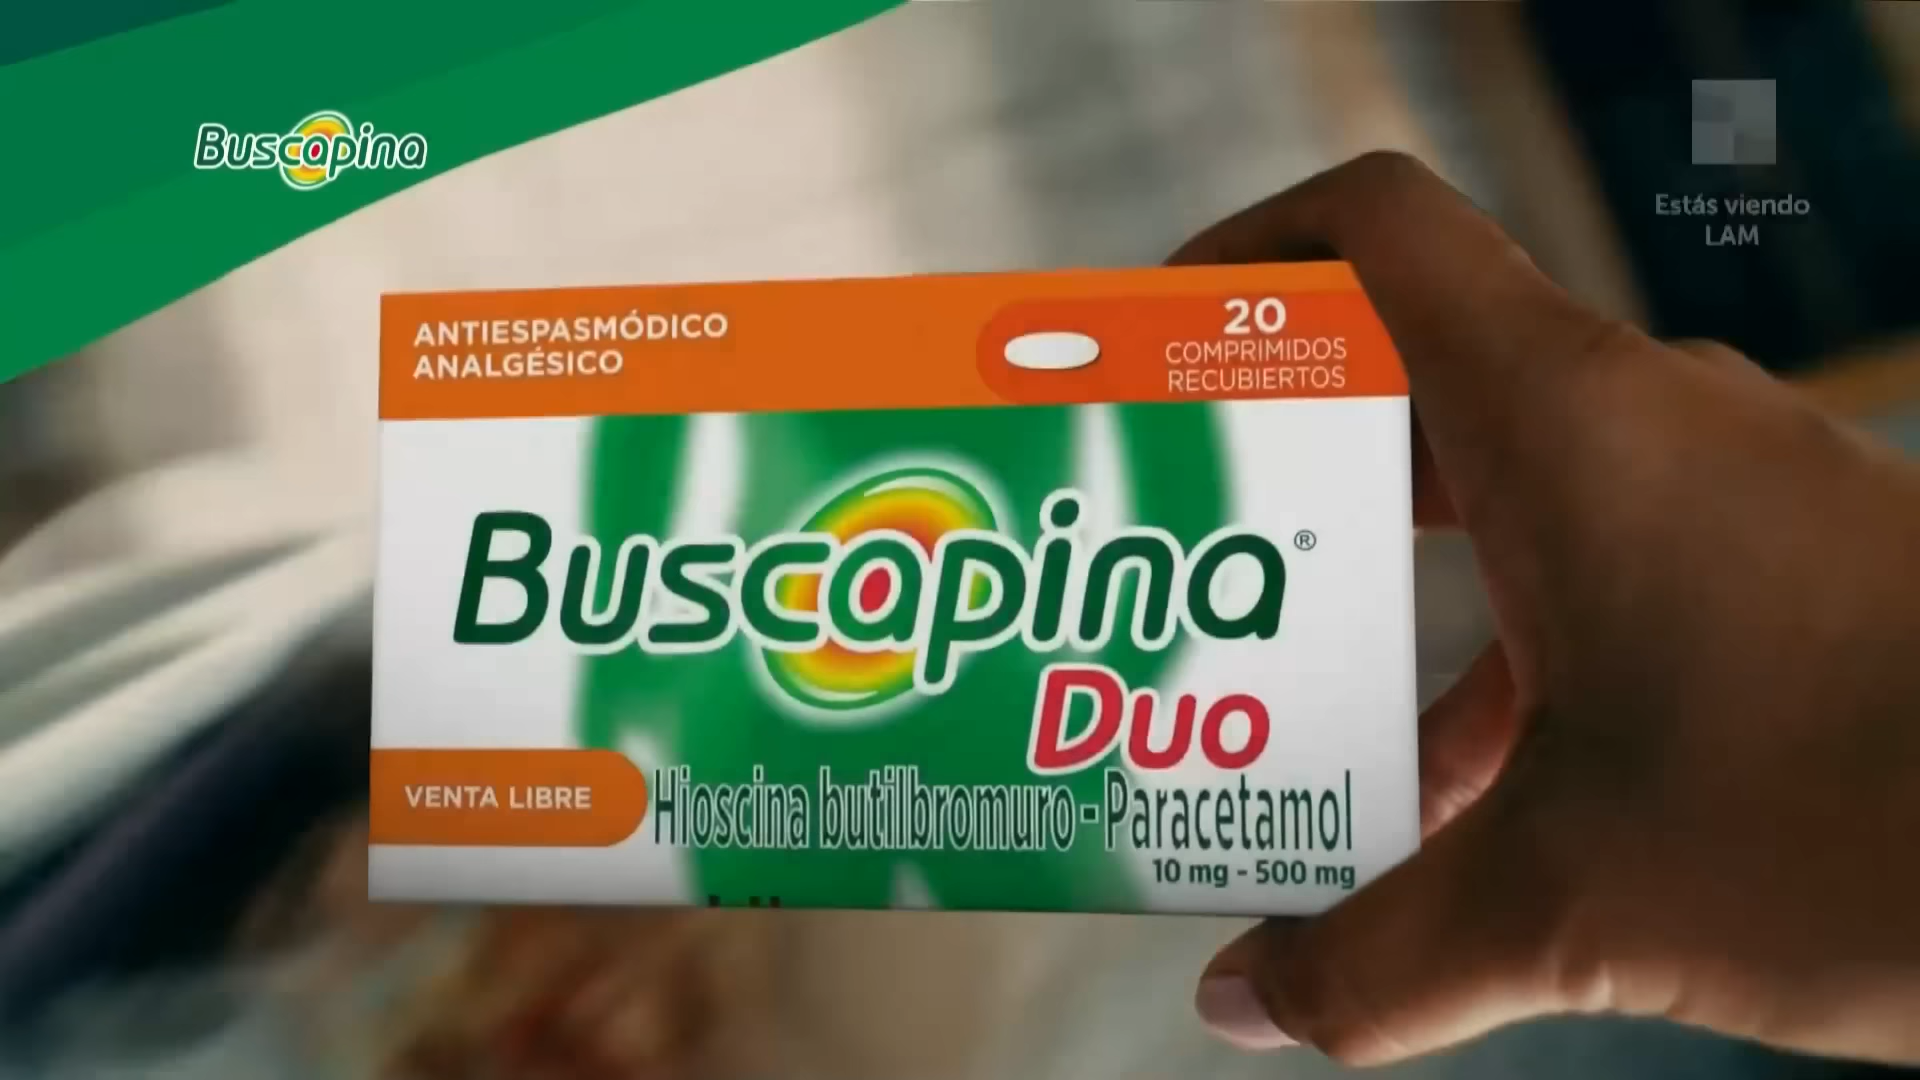 Buscapina
Estás viendo
LAM
ANTIESPASMÓDICO
ANALGÉSICO
20
COMPRIMIDOS
RECUBIERTOS
Buscapina®
Duo
VENTA LIBRE
Hioscina butilbromuro - Paracetamol
10 mg - 500 mg